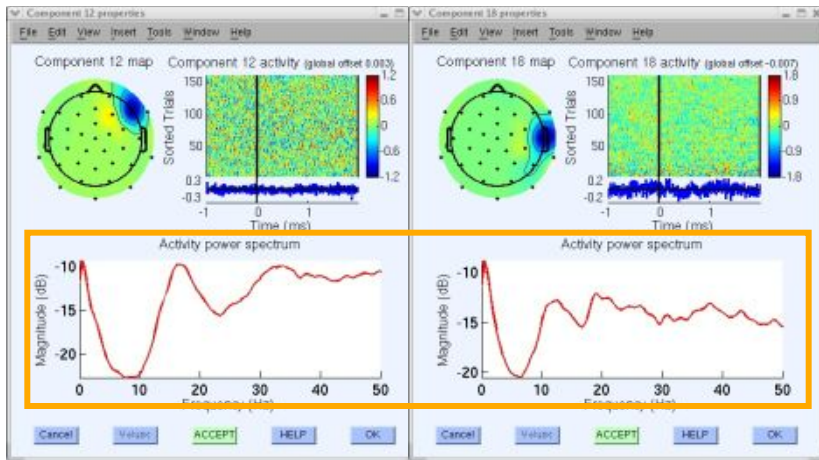 Component 12 properties
File Edit View Insert Tools Window Help
Component 12 map
Component 12 activity (global offset 0.003)
Sorted Trials
150
100
50
0.3
-0.3
1.2
0.6
0
-0.6
-1.2
-1 0 1
Time (ms)
Activity power spectrum
Magnitude (dB)
-10
-15
-20
0 10 20 30 40 50
Frequency (Hz)
Cancel ACCEPT HELP OK
Component 18 properties
File Edit View Insert Tools Window Help
Component 18 map
Component 18 activity (global offset -0.007)
Sorted Trials
150
100
50
0.2
-0.2
1.8
0.9
0
-0.9
-1.8
-1 0 1
Time (ms)
Activity power spectrum
Magnitude (dB)
-10
-15
-20
0 10 20 30 40 50
Frequency (Hz)
Cancel ACCEPT HELP OK